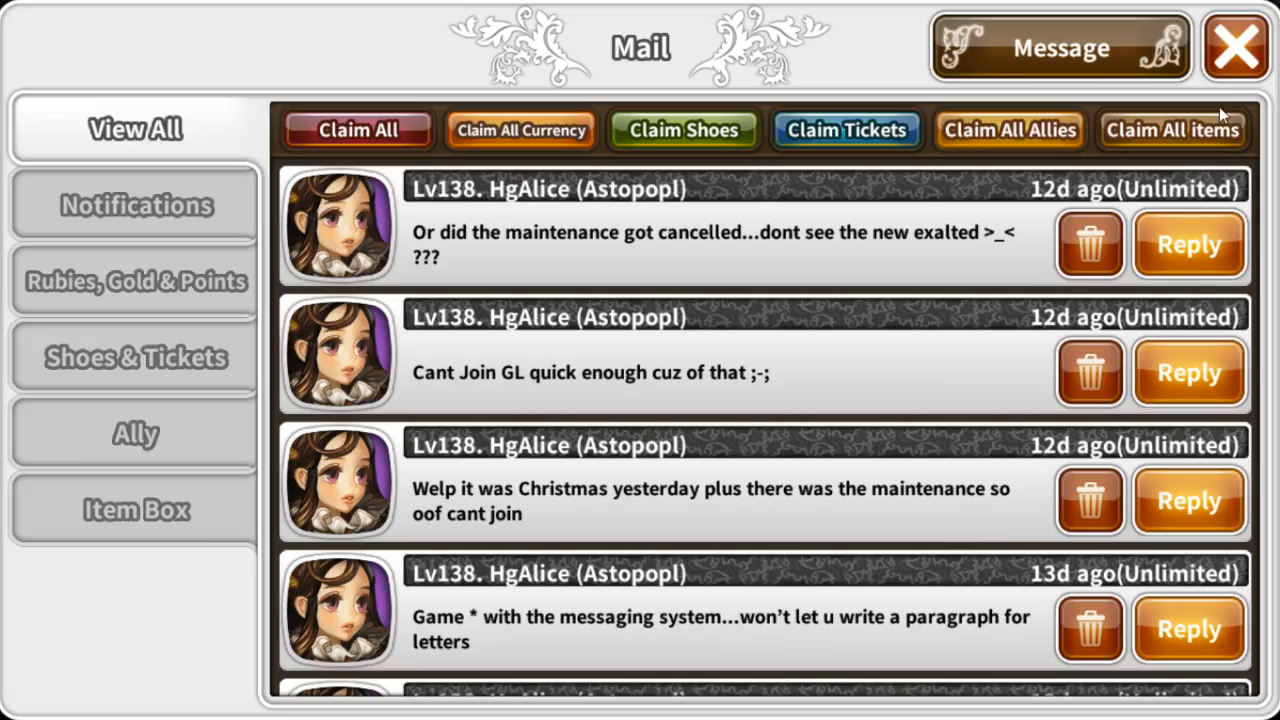 Mail
Message
View All
Notifications
Rubies, Gold & Points
Shoes & Tickets
Ally
Item Box
Claim All
Claim All Currency
Claim Shoes
Claim Tickets
Claim All Allies
Claim All items
Lv138. HgAlice (Astopopl)
12d ago(Unlimited)
Or did the maintenance got cancelled...dont see the new exalted >_<
???
Reply
Lv138. HgAlice (Astopopl)
12d ago(Unlimited)
Cant Join GL quick enough cuz of that ;-;
Reply
Lv138. HgAlice (Astopopl)
12d ago(Unlimited)
Welp it was Christmas yesterday plus there was the maintenance so
oof cant join
Reply
Lv138. HgAlice (Astopopl)
13d ago(Unlimited)
Game * with the messaging system...won’t let u write a paragraph for
letters
Reply